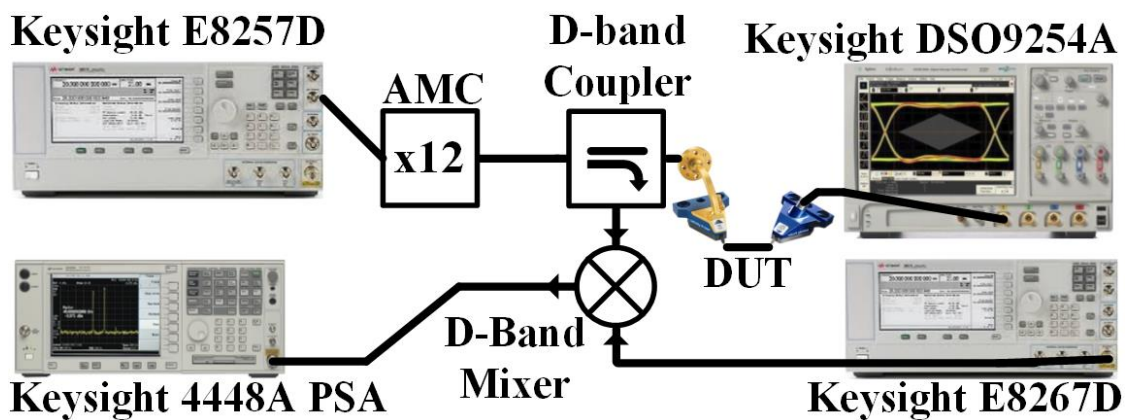 Keysight E8257D
D-band
Coupler
Keysight DSO9254A
AMC
x12
DUT
D-Band
Mixer
Keysight 4448A PSA
Keysight E8267D